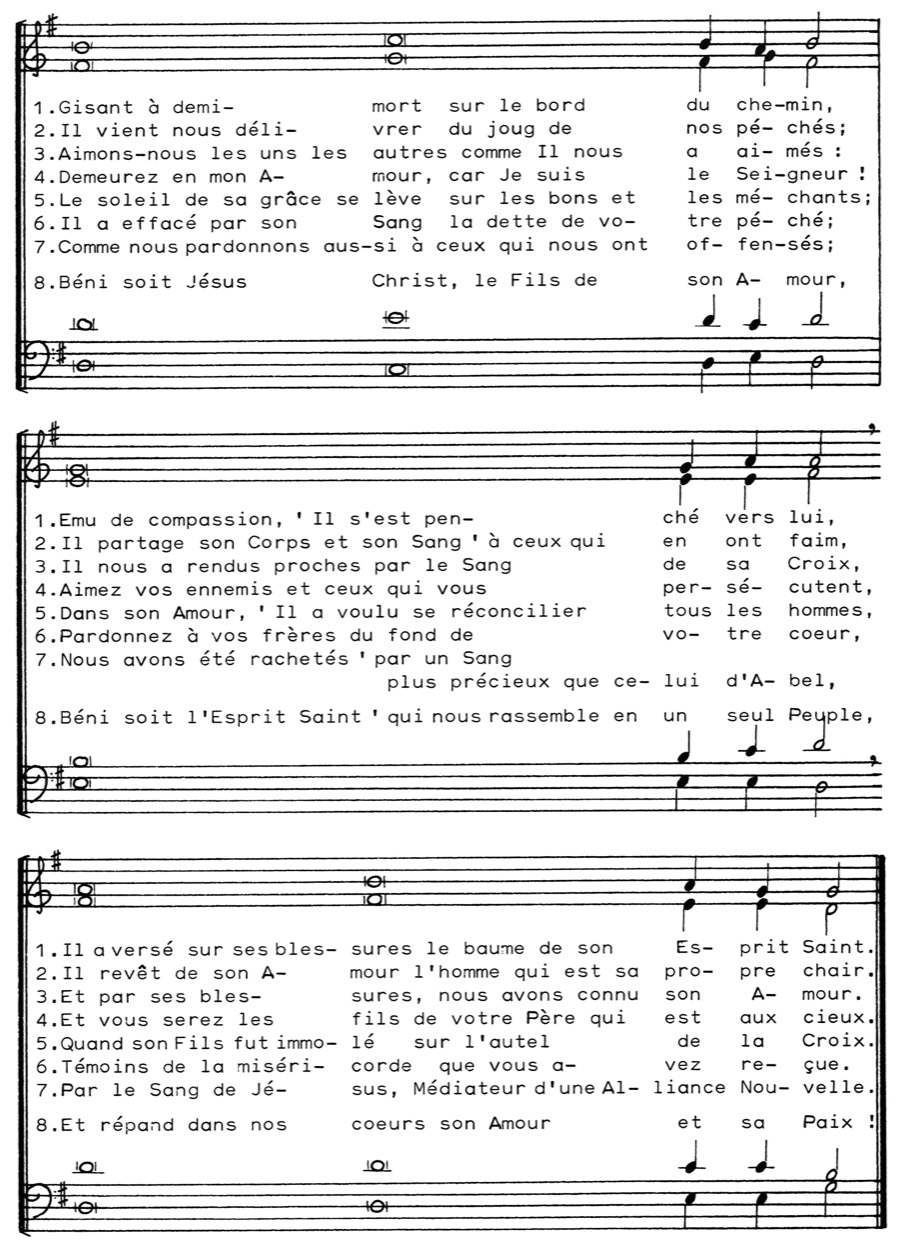 1.Gisant à demi- mort sur le bord du che-min,
2.Il vient nous déli- vrer du joug de nos pé- chés;
3.Aimons-nous les uns les autres comme Il nous a ai- més :
4.Demeurez en mon A- mour, car Je suis le Sei-gneur !
5.Le soleil de sa grâce se lève sur les bons et les mé- chants;
6.Il a effacé par son Sang la dette de vo- tre pé- ché;
7.Comme nous pardonnons aus-si à ceux qui nous ont of- fen-sés;
8.Béni soit Jésus Christ, le Fils de son A- mour,
1.Emu de compassion, ' Il s'est pen- ché vers lui,
2.Il partage son Corps et son Sang ' à ceux qui en ont faim,
3.Il nous a rendus proches par le Sang de sa Croix,
4.Aimez vos ennemis et ceux qui vous per- sé- cutent,
5.Dans son Amour, ' Il a voulu se réconcilier tous les hommes,
6.Pardonnez à vos frères du fond de vo- tre coeur,
7.Nous avons été rachetés ' par un Sang
plus précieux que ce- lui d'A- bel,
8.Béni soit l'Esprit Saint ' qui nous rassemble en un seul Peuple,
1.Il a versé sur ses bles- sures le baume de son Es- prit Saint.
2.Il revêt de son A- mour l'homme qui est sa pro- pre chair.
3.Et par ses bles- sures, nous avons connu son A- mour.
4.Et vous serez les fils de votre Père qui est aux cieux.
5.Quand son Fils fut immo- lé sur l'autel de la Croix.
6.Témoins de la miséri- corde que vous a- vez re- çue.
7.Par le Sang de Jé- sus, Médiateur d'une Al- liance Nou- velle.
8.Et répand dans nos coeurs son Amour et sa Paix !